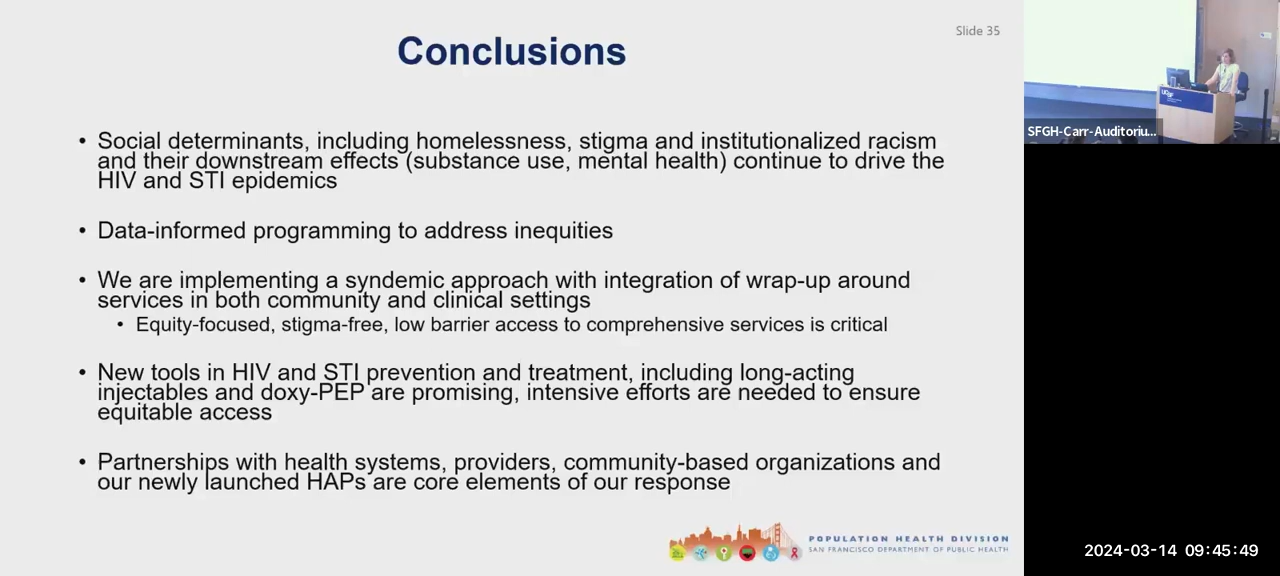 Slide 35
Conclusions
• Social determinants, including homelessness, stigma and institutionalized racism
and their downstream effects (substance use, mental health) continue to drive the
HIV and STI epidemics
• Data-informed programming to address inequities
• We are implementing a syndemic approach with integration of wrap-up around
services in both community and clinical settings
• Equity-focused, stigma-free, low barrier access to comprehensive services is critical
• New tools in HIV and STI prevention and treatment, including long-acting
injectables and doxy-PEP are promising, intensive efforts are needed to ensure
equitable access
• Partnerships with health systems, providers, community-based organizations and
our newly launched HAPs are core elements of our response
POPULATION HEALTH DIVISION
SAN FRANCISCO DEPARTMENT OF PUBLIC HEALTH
UCSF
SFGH-Carr-Auditoriu...
2024-03-14 09:45:49